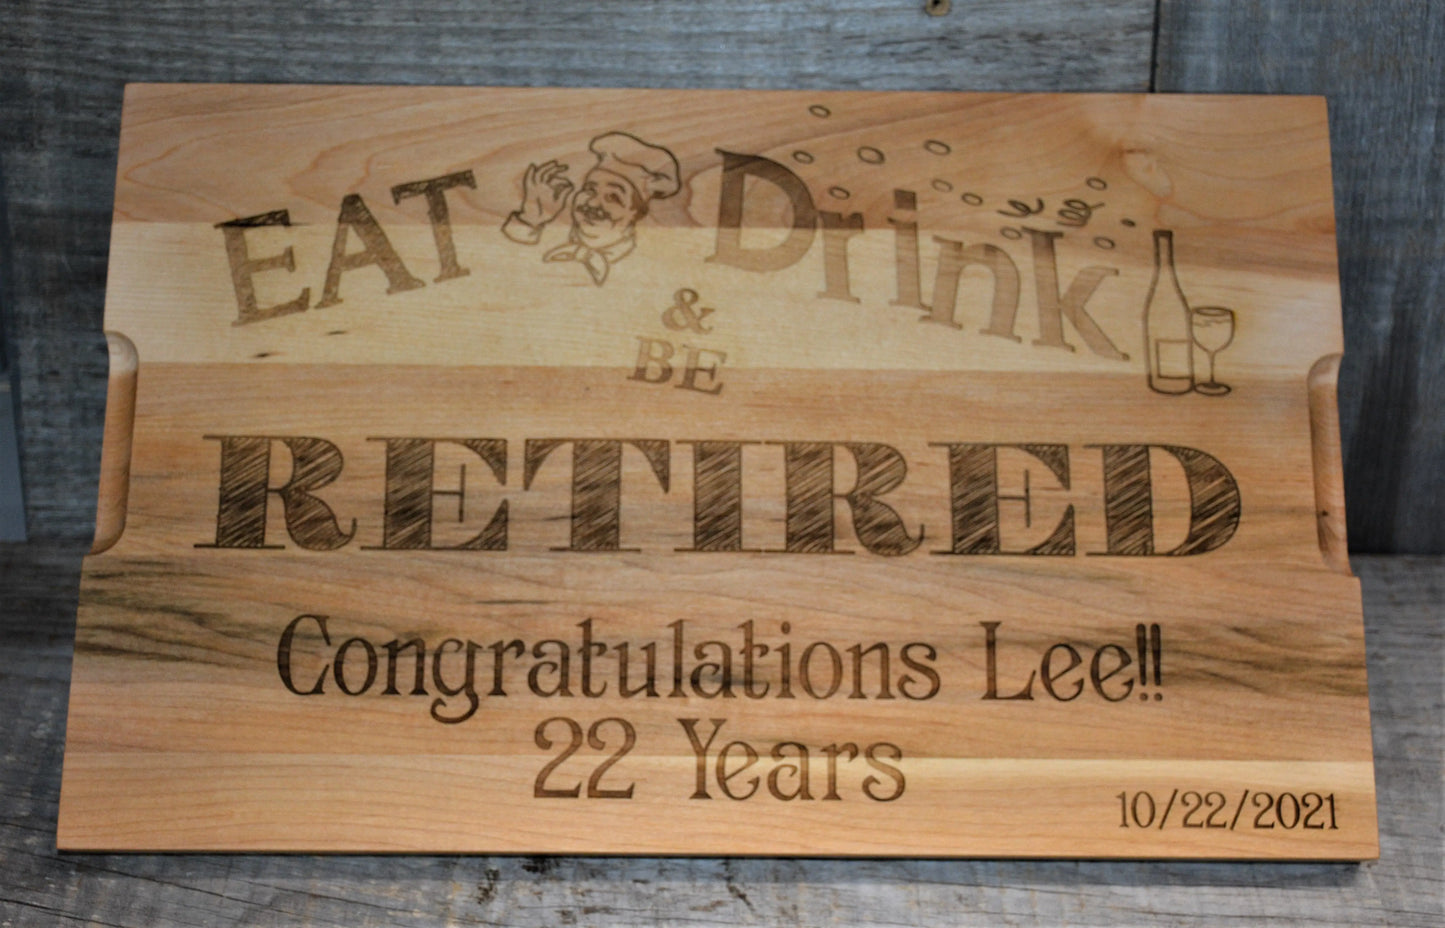 EAT Drink
&
BE
RETIRED
Congratulations Lee!!
22 Years
10/22/2021